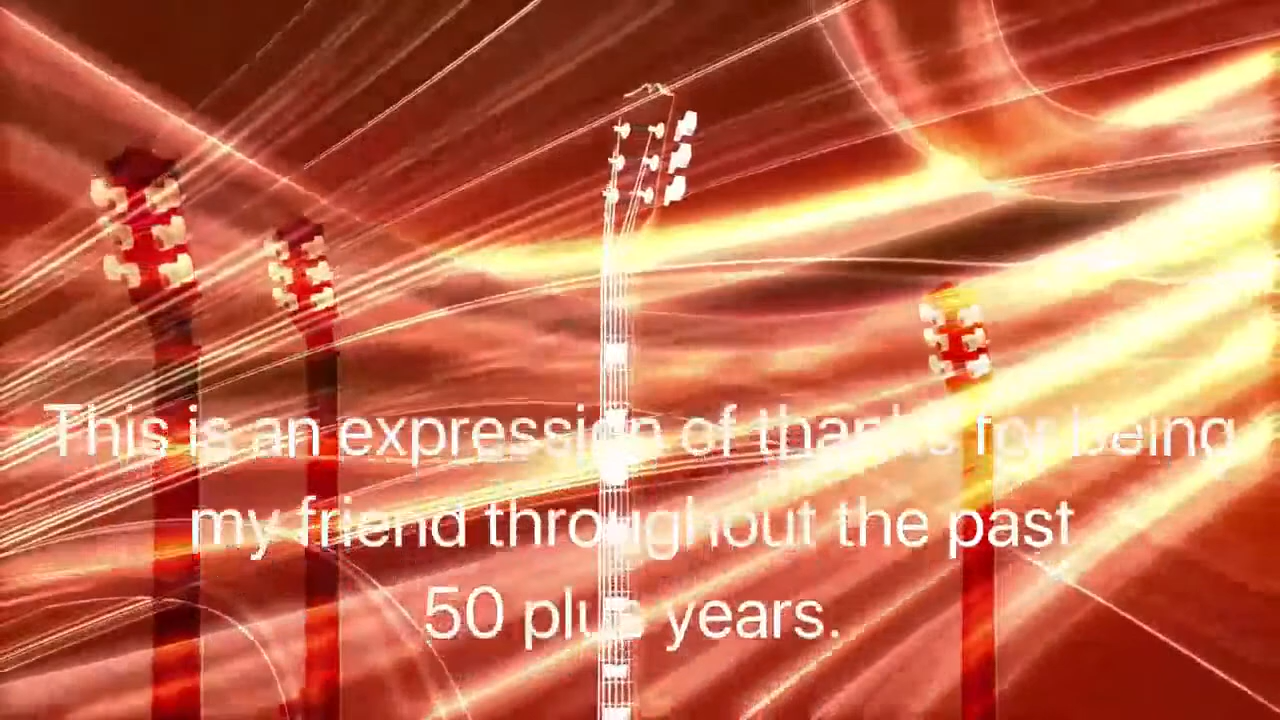 This is an expression of thanks for being
my friend throughout the past
50 plus years.